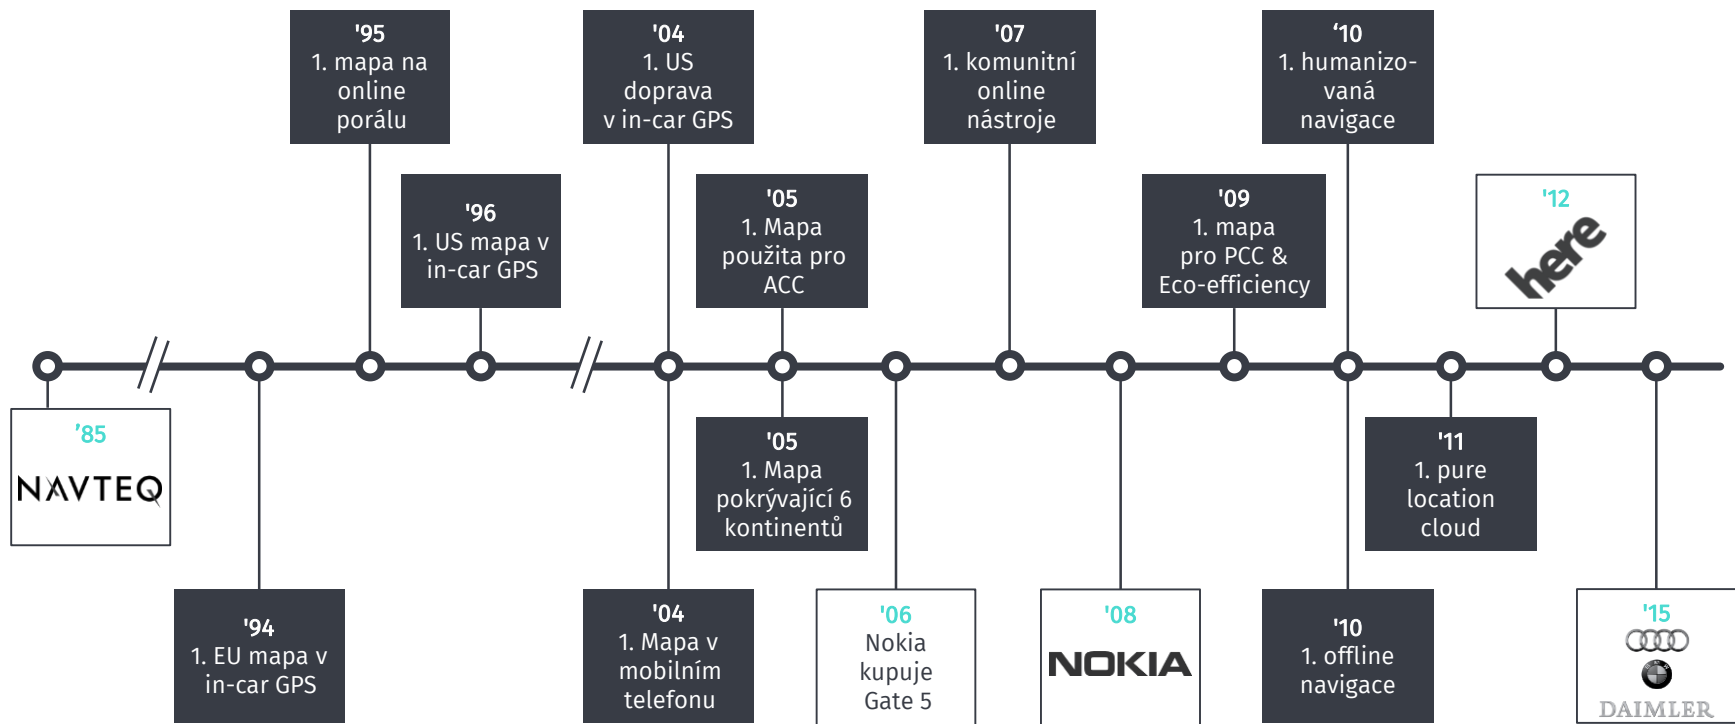 '95
1. mapa na
online
porálu
'04
1. US
doprava
v in-car GPS
'07
1. komunitní
online
nástroje
‘10
1. humanizo-
vaná
navigace
'96
1. US mapa v
in-car GPS
'05
1. Mapa
použita pro
ACC
'09
1. mapa
pro PCC &
Eco-efficiency
'12
here
’85
NAVTEQ
'05
1. Mapa
pokrývající 6
kontinentů
'11
1. pure
location
cloud
'94
1. EU mapa v
in-car GPS
'04
1. Mapa v
mobilním
telefonu
'06
Nokia
kupuje
Gate 5
'08
NOKIA
'10
1. offline
navigace
'15
DAIMLER